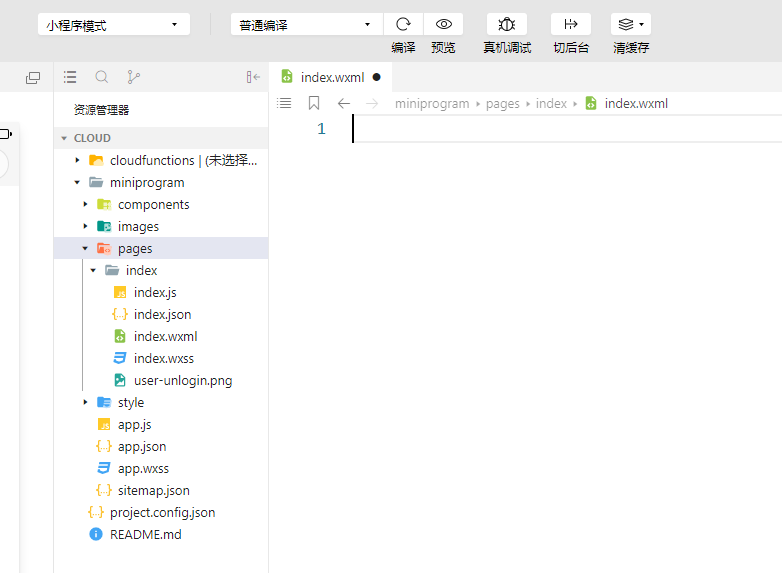 小程序模式 普通编译
编译 预览 真机调试 切后台 清缓存
index.wxml
资源管理器
miniprogram pages index index.wxml
1
CLOUD
cloudfunctions | (未选择...
miniprogram
components
images
pages
index
JS index.js
index.json
index.wxml
index.wxss
user-unlogin.png
style
JS app.js
app.json
app.wxss
sitemap.json
project.config.json
README.md